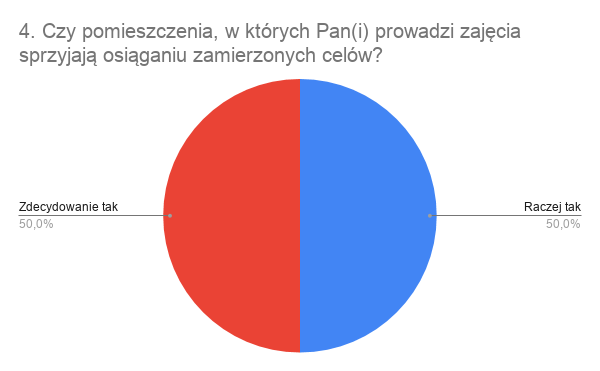 4. Czy pomieszczenia, w których Pan(i) prowadzi zajęcia
sprzyjają osiąganiu zamierzonych celów?
Zdecydowanie tak
50,0%
Raczej tak
50,0%